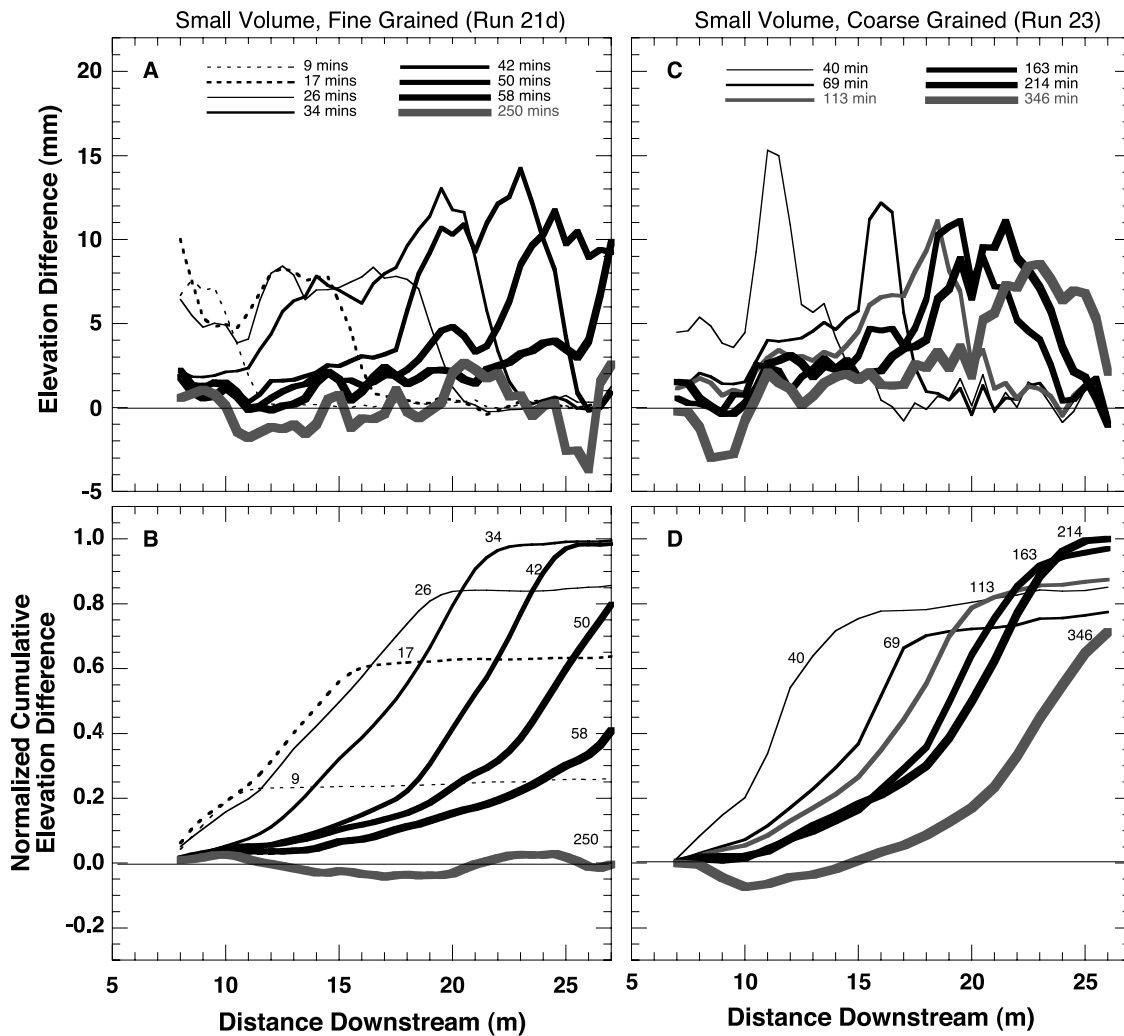 Small Volume, Fine Grained (Run 21d)
Small Volume, Coarse Grained (Run 23)
A
9 mins
17 mins
26 mins
34 mins
42 mins
50 mins
58 mins
250 mins
C
40 min
69 min
113 min
163 min
214 min
346 min
Elevation Difference (mm)
20
15
10
5
0
-5
B
34
26
42
17
50
9
58
250
D
214
163
113
69
40
346
Normalized Cumulative
Elevation Difference
1.0
0.8
0.6
0.4
0.2
0.0
-0.2
5
10
15
20
25
5
10
15
20
25
Distance Downstream (m)
Distance Downstream (m)